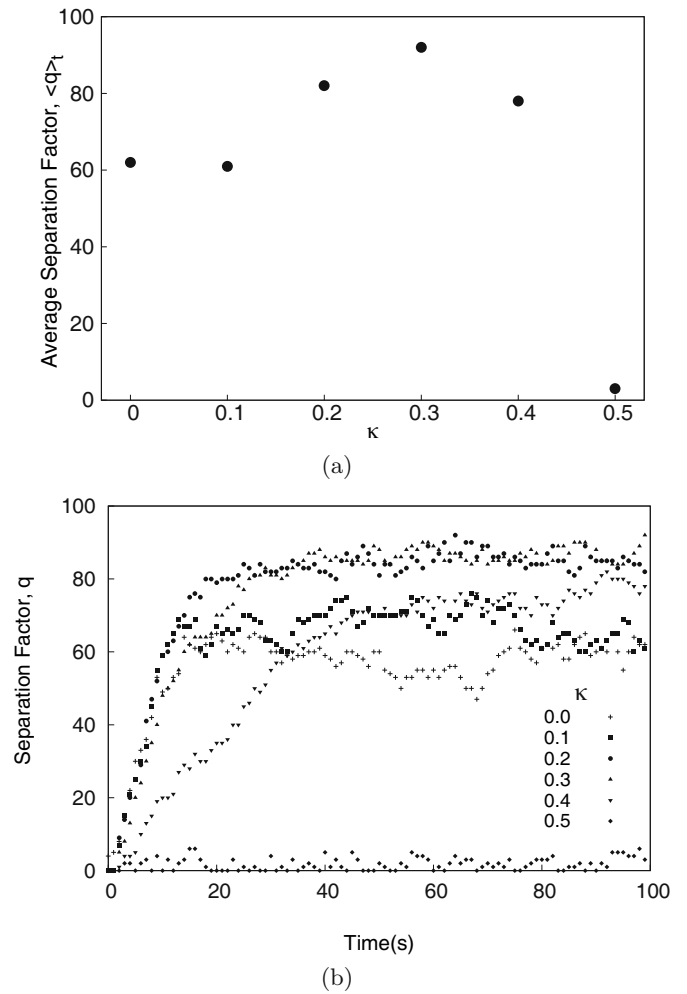 100
80
60
40
20
0
Average Separation Factor, <q>t
0 0.1 0.2 0.3 0.4 0.5
κ
(a)
100
80
60
40
20
0
Separation Factor, q
κ
0.0
0.1
0.2
0.3
0.4
0.5
0 20 40 60 80 100
Time(s)
(b)